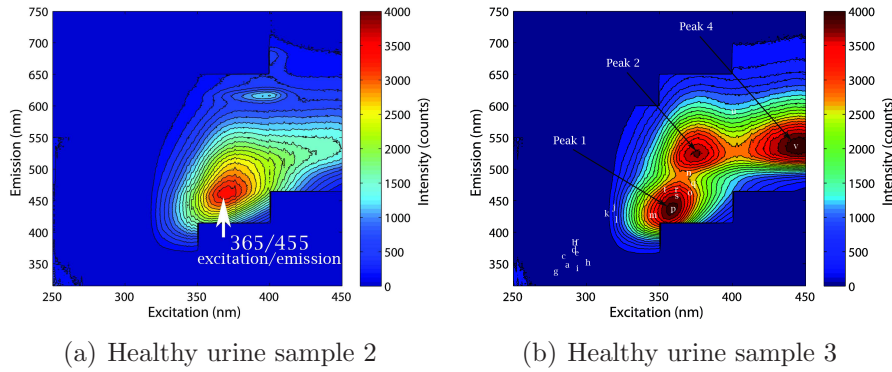 750
700
650
600
550
500
450
400
350
250
300
350
400
450
Emission (nm)
Excitation (nm)
365/455
excitation/emission
4000
3500
3000
2500
2000
1500
1000
500
0
Intensity (counts)
(a) Healthy urine sample 2
750
700
650
600
550
500
450
400
350
250
300
350
400
450
Emission (nm)
Excitation (nm)
Peak 4
Peak 2
Peak 1
v
o
r
s
p
m
j
k
l
d
c
e
a
h
i
g
4000
3500
3000
2500
2000
1500
1000
500
0
Intensity (counts)
(b) Healthy urine sample 3